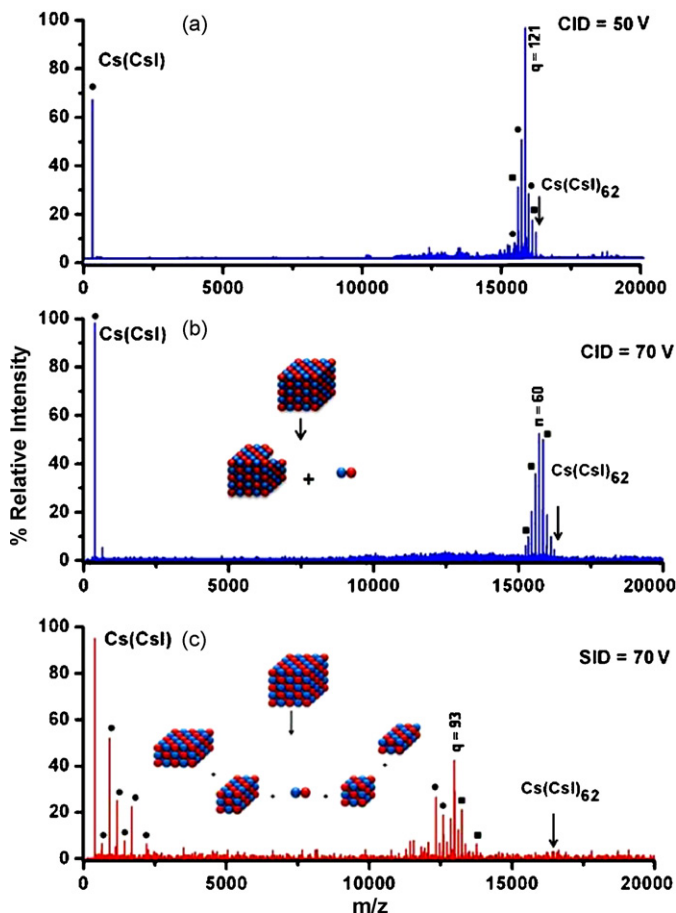 (a)
CID = 50 V
Cs(CsI)
q = 121
Cs(CsI)62
100
80
60
40
20
0
0 5000 10000 15000 20000
(b)
CID = 70 V
Cs(CsI)
n = 60
Cs(CsI)62
+
100
80
60
40
20
0
0 5000 10000 15000 20000
% Relative Intensity
Cs(CsI) (c)
SID = 70 V
q = 93
Cs(CsI)62
100
80
60
40
20
0
0 5000 10000 15000 20000
m/z